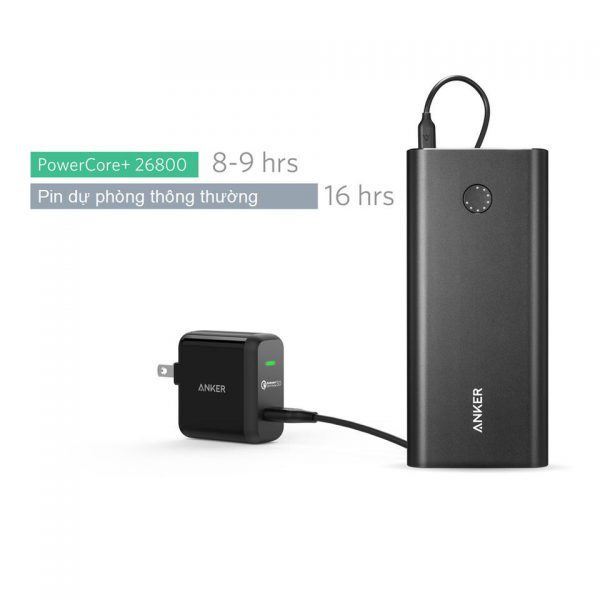 PowerCore+ 26800 8-9 hrs
Pin dự phòng thông thường 16 hrs
ANKER
ANKER